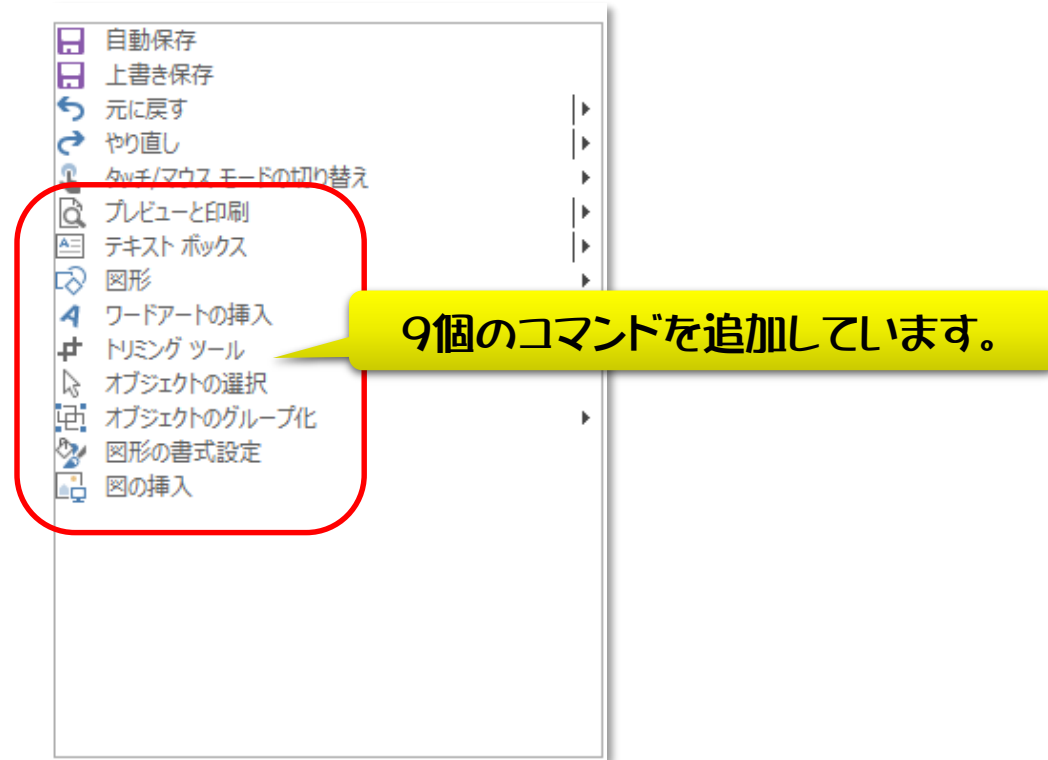 自動保存
上書き保存
元に戻す
やり直し
タッチ/マウス モードの切り替え
プレビューと印刷
テキスト ボックス
図形
ワードアートの挿入
トリミング ツール
オブジェクトの選択
オブジェクトのグループ化
図形の書式設定
図の挿入
9個のコマンドを追加しています。